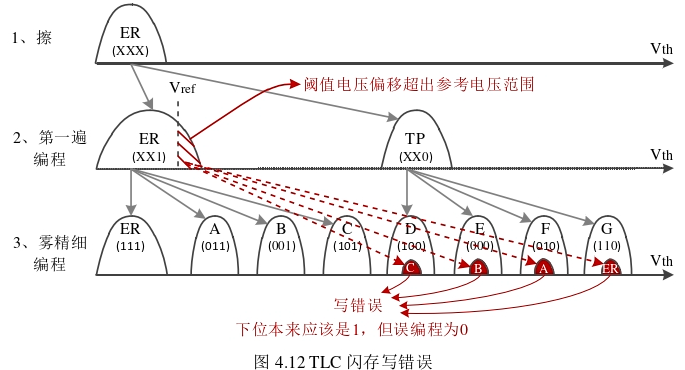 1、擦
ER
(XXX)
Vth
Vref
阈值电压偏移超出参考电压范围
2、第一遍
编程
ER
(XX1)
TP
(XX0)
Vth
3、雾精细
编程
ER
(111)
A
(011)
B
(001)
C
(101)
D
(100)
E
(000)
F
(010)
G
(110)
Vth
C
B
A
ER
写错误
下位本来应该是1，但误编程为0
图 4.12 TLC 闪存写错误